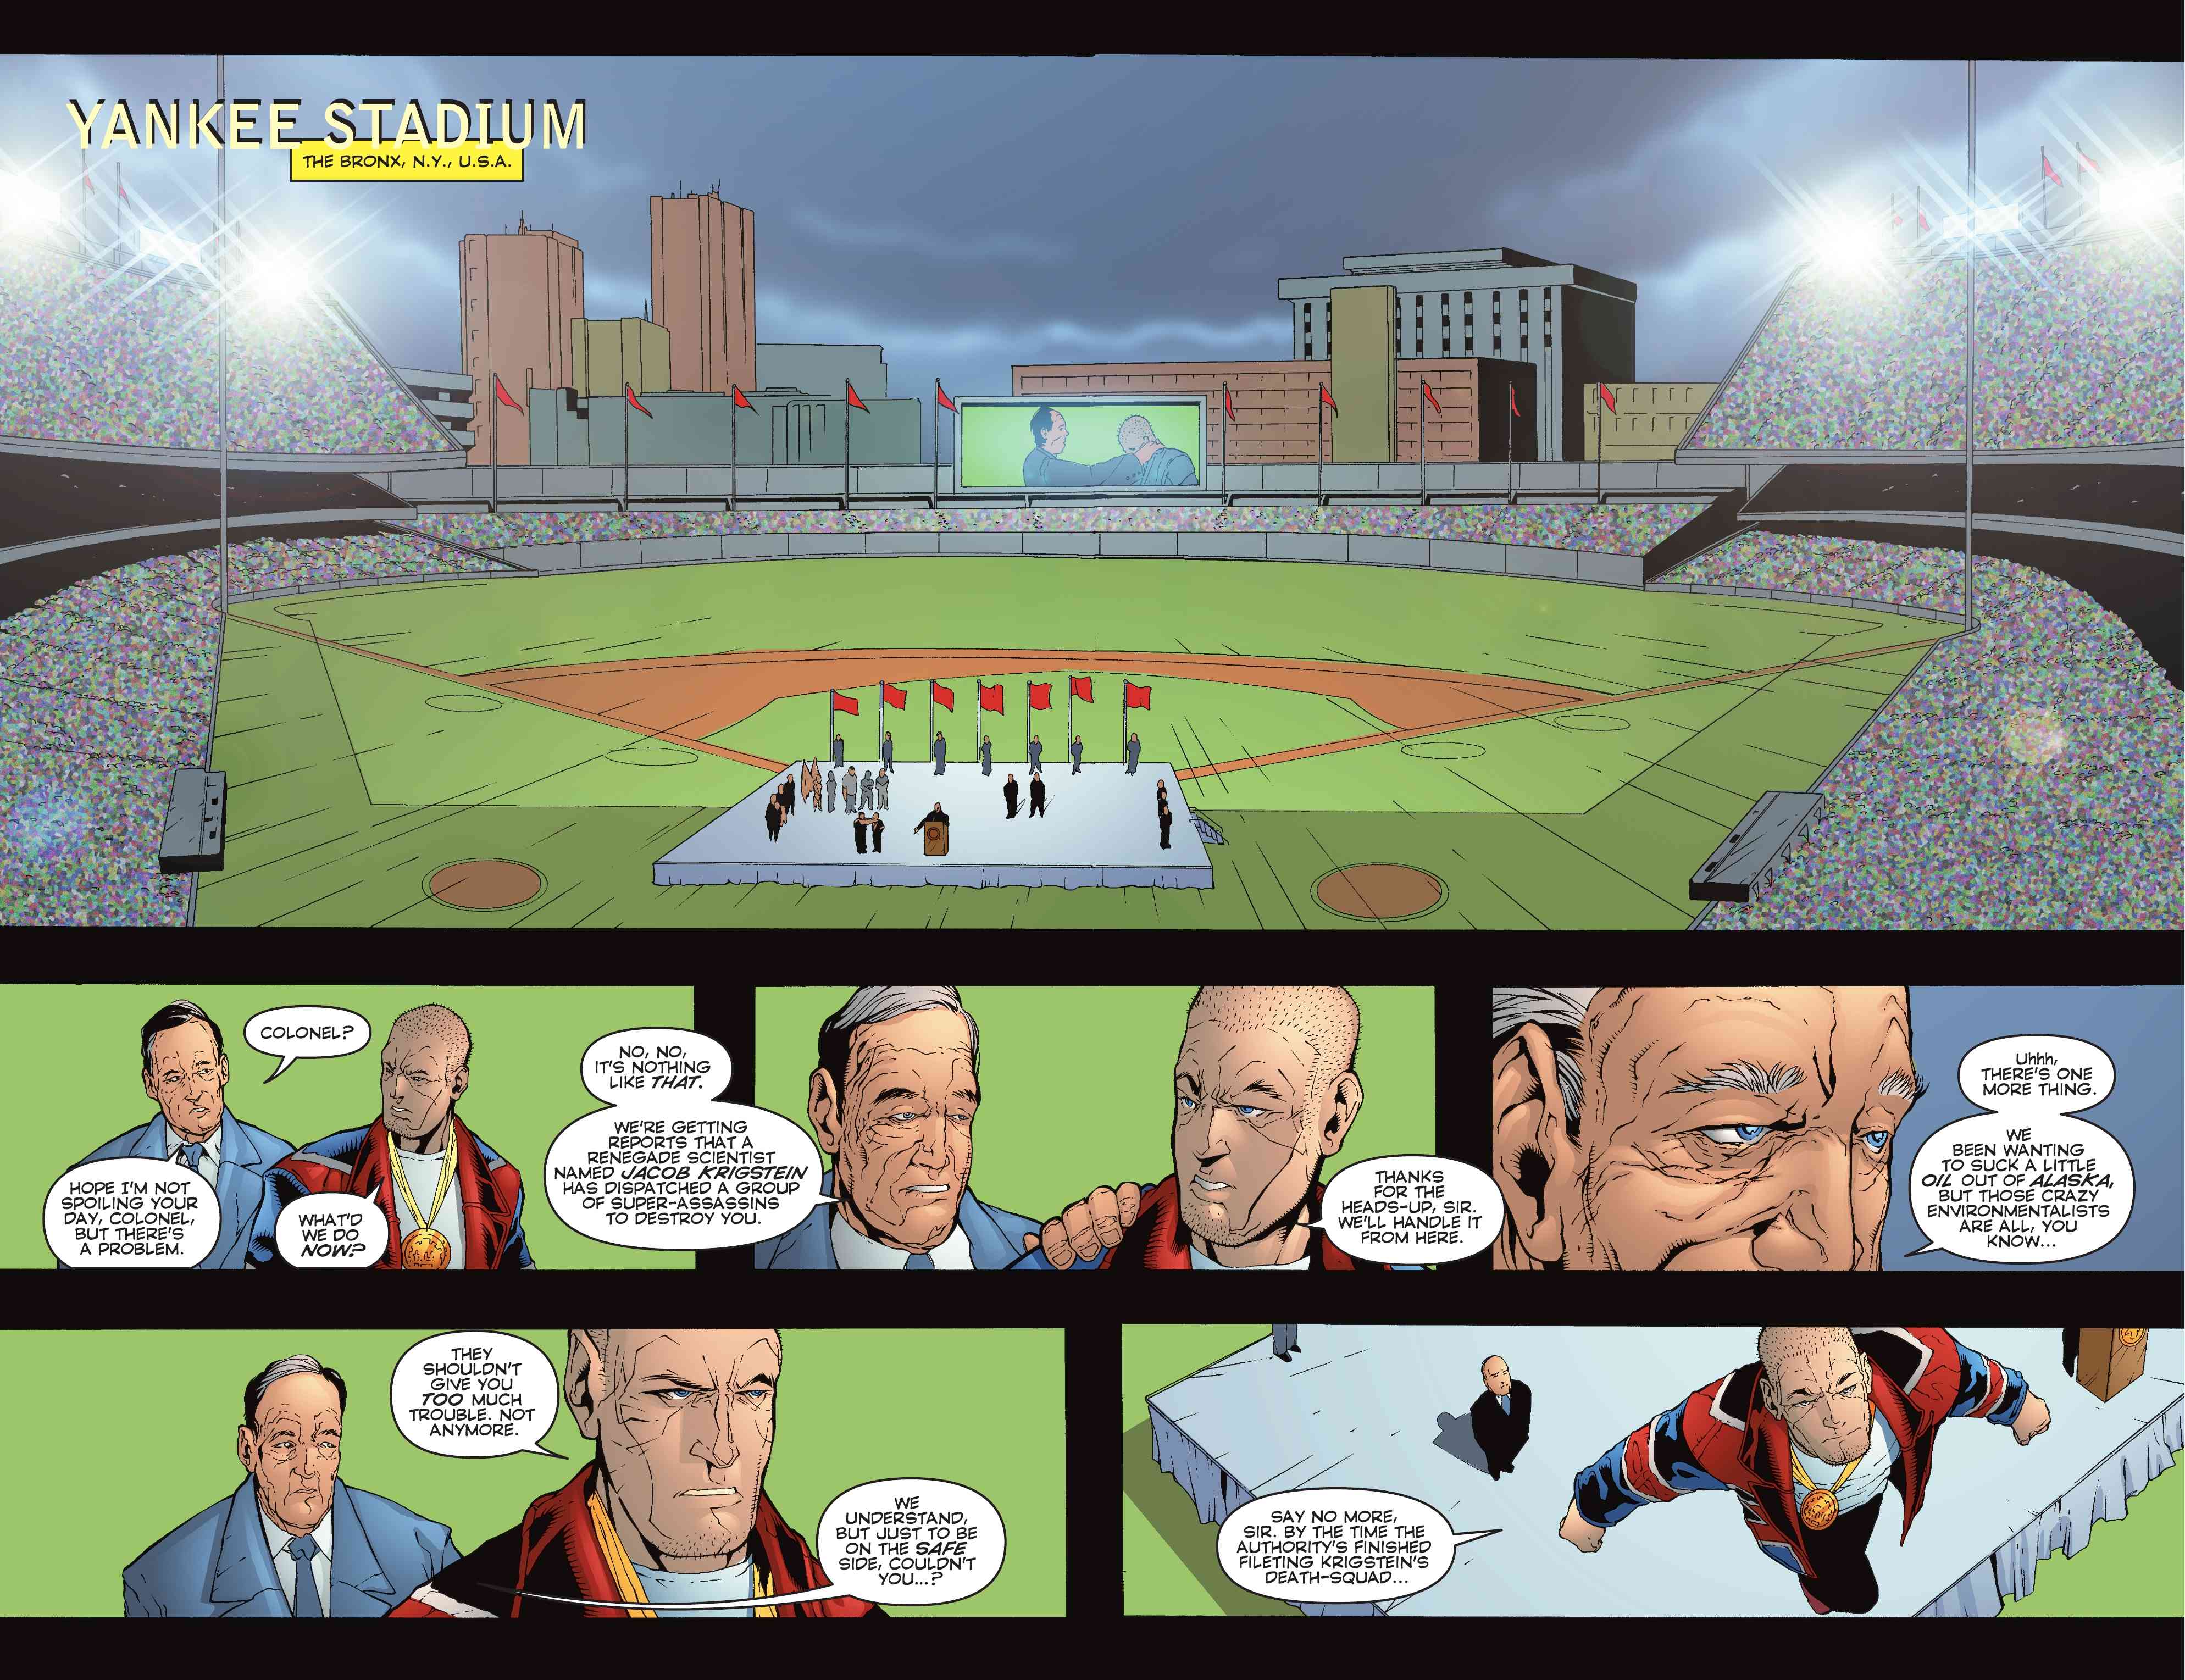 YANKEE STADIUM
THE BRONX, N.Y., U.S.A.
COLONEL?
HOPE I'M NOT
SPOILING YOUR
DAY, COLONEL,
BUT THERE'S
A PROBLEM.
WHAT'D
WE DO
NOW?
NO, NO,
IT'S NOTHING
LIKE THAT.
WE'RE GETTING
REPORTS THAT A
RENEGADE SCIENTIST
NAMED JACOB KRIGSTEIN
HAS DISPATCHED A GROUP
OF SUPER-ASSASSINS
TO DESTROY YOU.
THANKS
FOR THE
HEADS-UP, SIR.
WE'LL HANDLE IT
FROM HERE.
Uhhh,
THERE'S ONE
MORE THING.
WE
BEEN WANTING
TO SUCK A LITTLE
OIL OUT OF ALASKA,
BUT THOSE CRAZY
ENVIRONMENTALISTS
ARE ALL, YOU
KNOW...
THEY
SHOULDN'T
GIVE YOU
TOO MUCH
TROUBLE. NOT
ANYMORE.
WE
UNDERSTAND,
BUT JUST TO BE
ON THE SAFE
SIDE, COULDN'T
YOU...?
SAY NO MORE,
SIR. BY THE TIME THE
AUTHORITY'S FINISHED
FILETING KRIGSTEIN'S
DEATH-SQUAD...